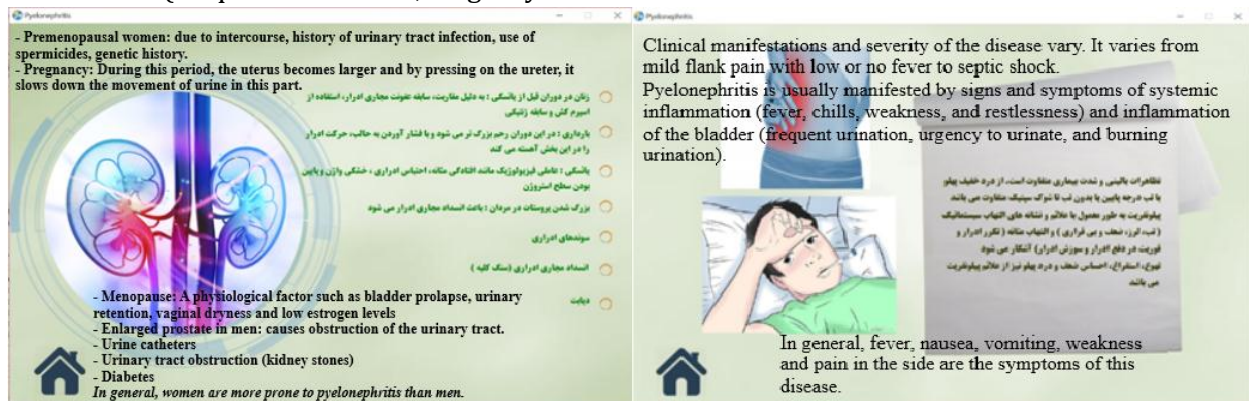 Pyelonephritis
- Premenopausal women: due to intercourse, history of urinary tract infection, use of
spermicides, genetic history.
- Pregnancy: During this period, the uterus becomes larger and by pressing on the ureter, it
slows down the movement of urine in this part.
زنان در دوران قبل از یائسگی : به دلیل مقاربت، سابقه عفونت مجاری ادرار، استفاده از
اسپرم کش و سابقه ژنتیکی
بارداری : در این دوران رحم بزرگ تر می شود و با فشار آوردن به حالب، حرکت ادرار
را در این بخش آهسته می کند
یائسگی : عاملی فیزیولوژیک مانند افتادگی مثانه، احتباس ادراری ، خشکی واژن و پایین
بودن سطح استروژن
بزرگ شدن پروستات در مردان : باعث انسداد مجاری ادرار می شود
سوندهای ادراری
انسداد مجاری ادراری (سنگ کلیه )
دیابت
- Menopause: A physiological factor such as bladder prolapse, urinary
retention, vaginal dryness and low estrogen levels
- Enlarged prostate in men: causes obstruction of the urinary tract.
- Urine catheters
- Urinary tract obstruction (kidney stones)
- Diabetes
In general, women are more prone to pyelonephritis than men.
Pyelonephritis
Clinical manifestations and severity of the disease vary. It varies from
mild flank pain with low or no fever to septic shock.
Pyelonephritis is usually manifested by signs and symptoms of systemic
inflammation (fever, chills, weakness, and restlessness) and inflammation
of the bladder (frequent urination, urgency to urinate, and burning
urination).
تظاهرات بالینی و شدت بیماری متفاوت است، از درد خفیف پهلو
با تب درجه پایین یا بدون تب تا شوک سپتیک متفاوت می باشد
پیلونفریت به طور معمول با علائم و نشانه های التهاب سیستماتیک
(تب، لرز، ضعف و بی قراری ) و التهاب مثانه ( تکرر ادرار و
فوریت در دفع ادرار و سوزش ادرار) آشکار می شود
تهوع، استفراغ، احساس ضعف و درد پهلو نیز از علائم پیلونفریت
می باشد
In general, fever, nausea, vomiting, weakness
and pain in the side are the symptoms of this
disease.